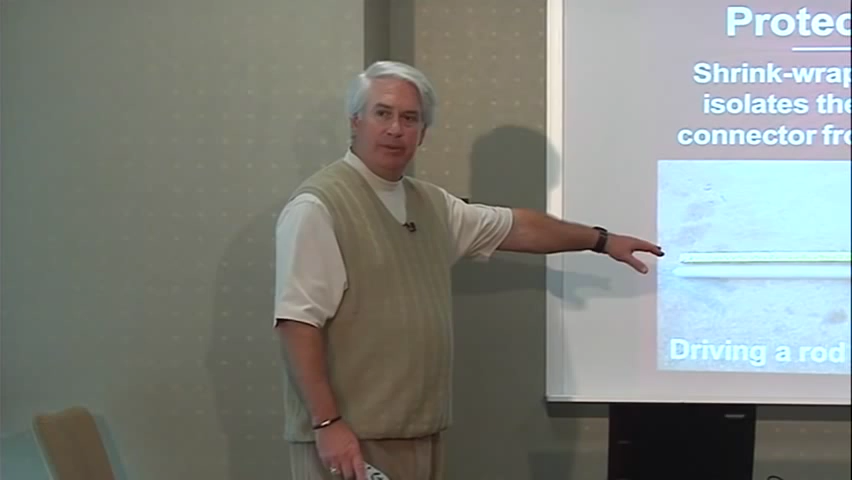 Protec
Shrink-wrap
isolates the
connector fro
Driving a rod